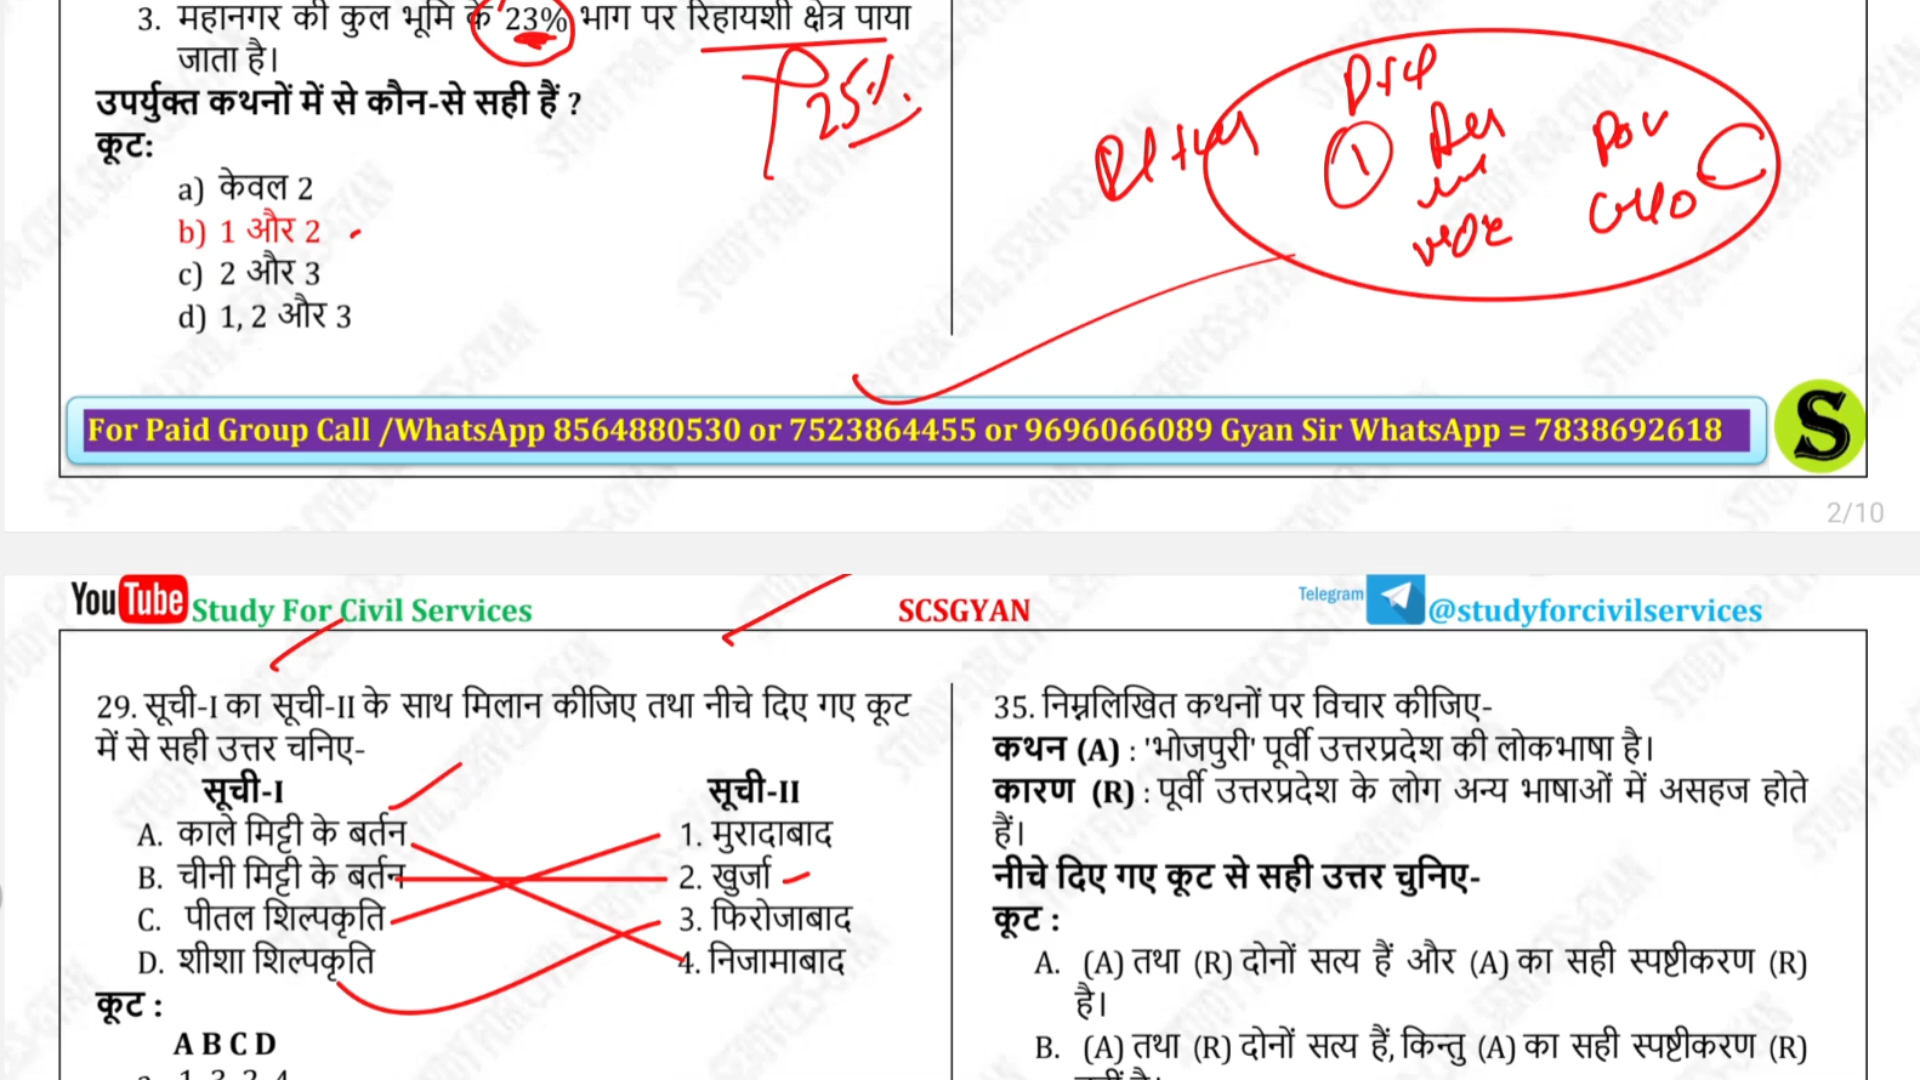 3. महानगर की कुल भूमि के 23% भाग पर रिहायशी क्षेत्र पाया
जाता है।
25%.
उपर्युक्त कथनों में से कौन-से सही हैं ?
कूट:
a) केवल 2
b) 1 और 2
c) 2 और 3
d) 1, 2 और 3
1
For Paid Group Call /WhatsApp 8564880530 or 7523864455 or 9696066089 Gyan Sir WhatsApp = 7838692618
S
2/10
YouTube Study For Civil Services
SCSGYAN
Telegram @studyforcivilservices
29. सूची-I का सूची-II के साथ मिलान कीजिए तथा नीचे दिए गए कूट
में से सही उत्तर चनिए-
सूची-I सूची-II
A. काले मिट्टी के बर्तन 1. मुरादाबाद
B. चीनी मिट्टी के बर्तन 2. खुर्जा
C. पीतल शिल्पकृति 3. फिरोजाबाद
D. शीशा शिल्पकृति 4. निजामाबाद
कूट :
A B C D
35. निम्नलिखित कथनों पर विचार कीजिए-
कथन (A) : 'भोजपुरी' पूर्वी उत्तरप्रदेश की लोकभाषा है।
कारण (R) : पूर्वी उत्तरप्रदेश के लोग अन्य भाषाओं में असहज होते
हैं।
नीचे दिए गए कूट से सही उत्तर चुनिए-
कूट :
A. (A) तथा (R) दोनों सत्य हैं और (A) का सही स्पष्टीकरण (R)
है।
B. (A) तथा (R) दोनों सत्य हैं, किन्तु (A) का सही स्पष्टीकरण (R)